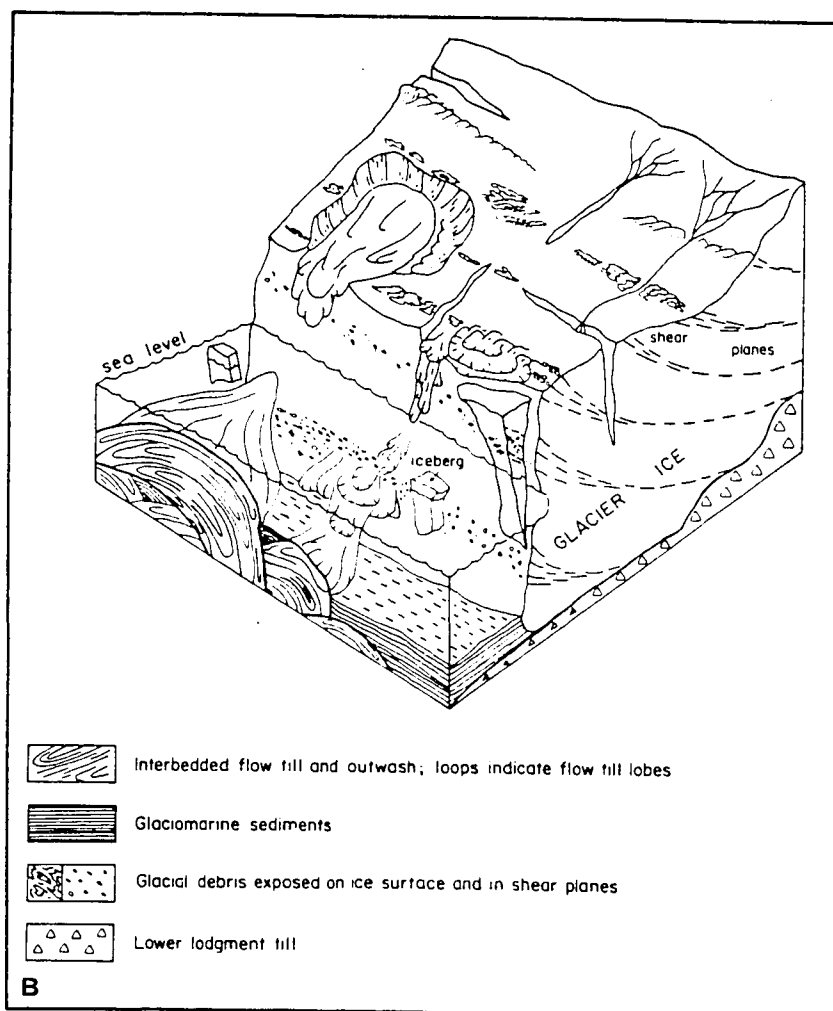 sea level
shear planes
iceberg
GLACIER ICE
Interbedded flow till and outwash; loops indicate flow till lobes
Glaciomarine sediments
Glacial debris exposed on ice surface and in shear planes
Lower lodgment till
B